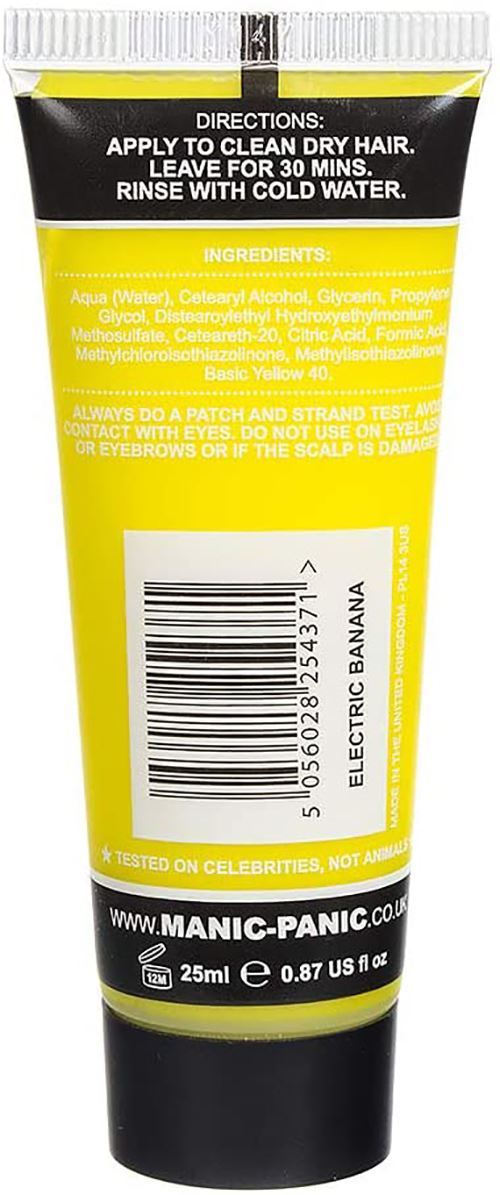 DIRECTIONS:
APPLY TO CLEAN DRY HAIR.
LEAVE FOR 30 MINS.
RINSE WITH COLD WATER.
INGREDIENTS:
Aqua (Water), Cetearyl Alcohol, Glycerin, Propylene
Glycol, Distearoylethyl Hydroxyethylmonium
Methosulfate, Ceteareth-20, Citric Acid, Formic Acid,
Methylchloroisothiazolinone, Methylisothiazolinone,
Basic Yellow 40.
ALWAYS DO A PATCH AND STRAND TEST. AVOID
CONTACT WITH EYES. DO NOT USE ON EYELASH
OR EYEBROWS OR IF THE SCALP IS DAMAGED
5 056028 254371 >
ELECTRIC BANANA
MADE IN THE UNITED KINGDOM - PL14 3US
★ TESTED ON CELEBRITIES, NOT ANIMALS
WWW.MANIC-PANIC.CO.UK
12M 25ml e 0.87 US fl oz